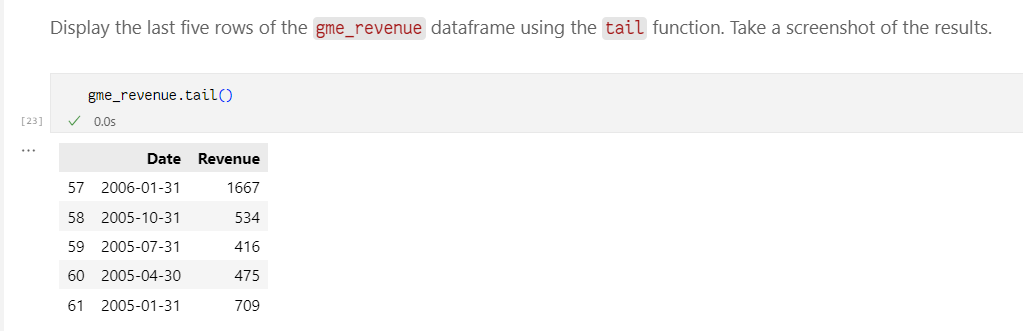 Display the last five rows of the gme_revenue dataframe using the tail function. Take a screenshot of the results.
gme_revenue.tail()
[23] ✓ 0.0s
...
Date Revenue
57 2006-01-31 1667
58 2005-10-31 534
59 2005-07-31 416
60 2005-04-30 475
61 2005-01-31 709